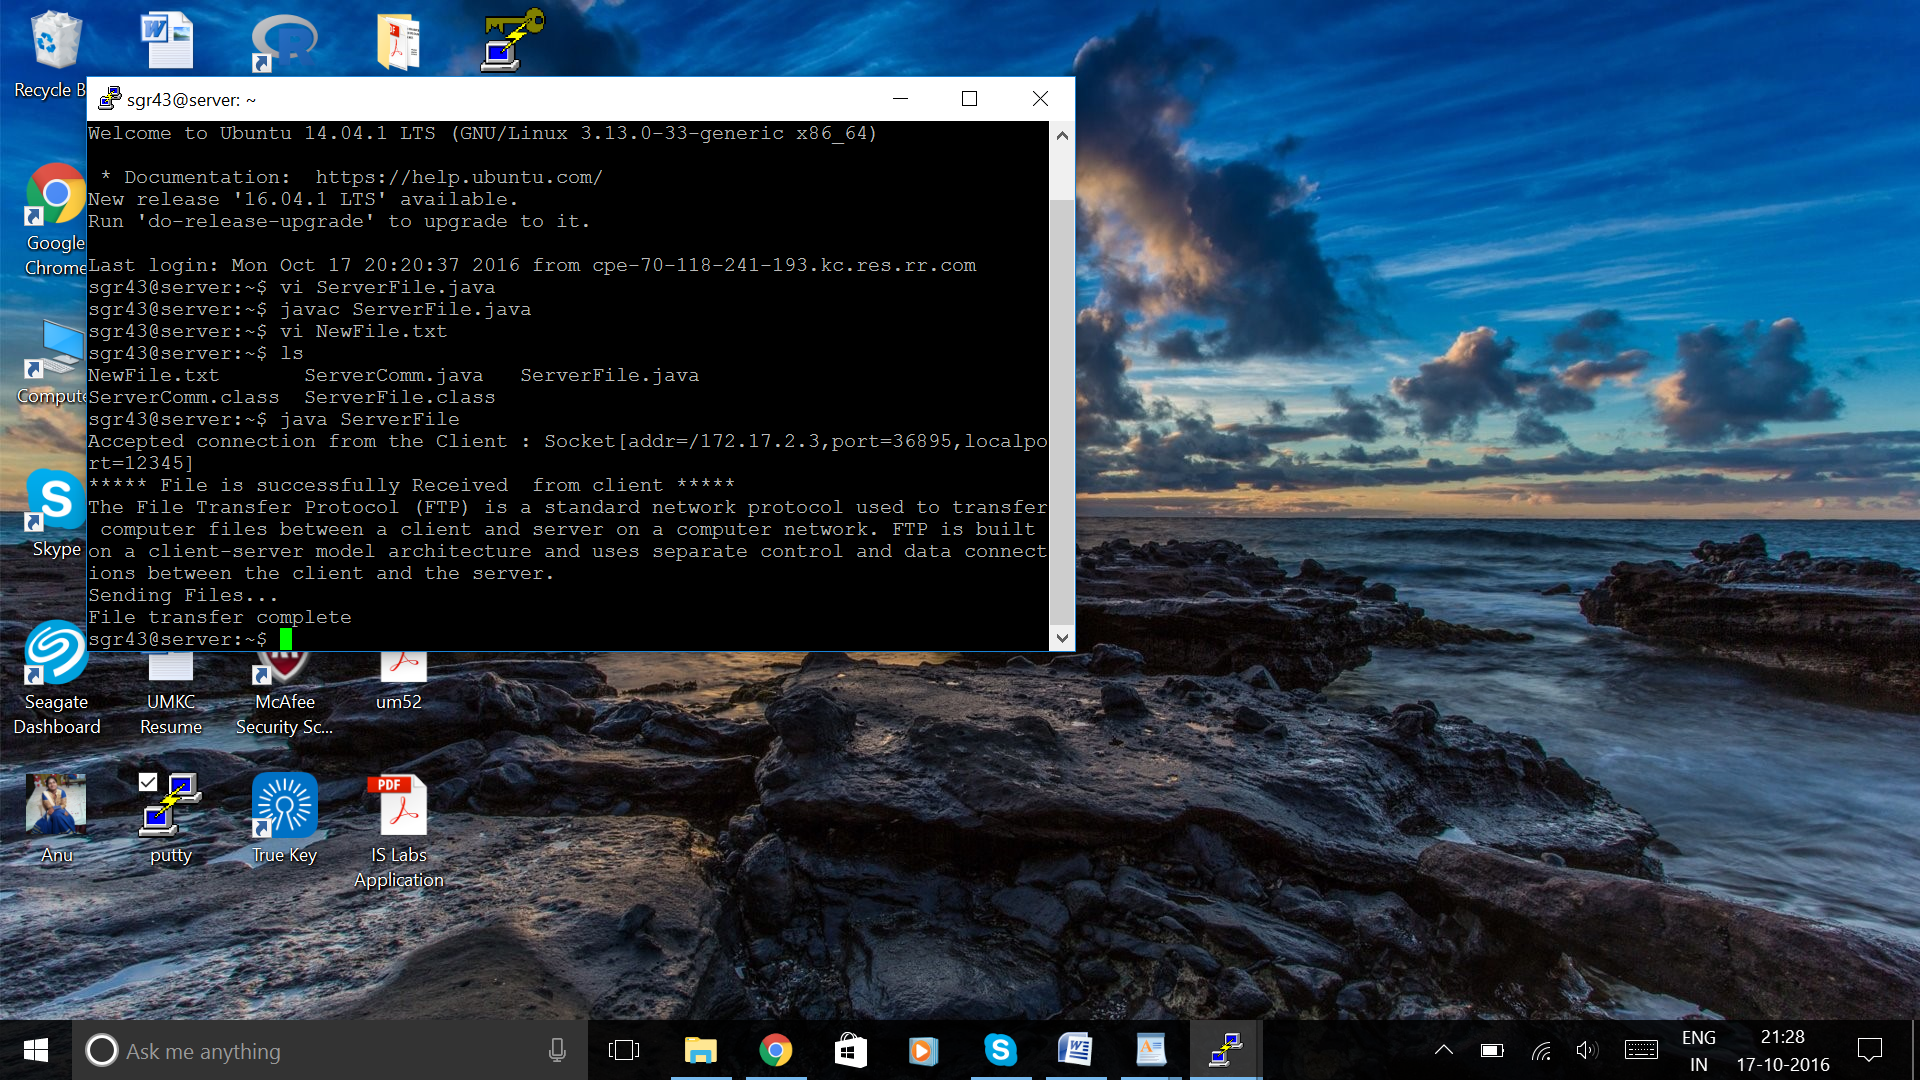 Recycle B
sgr43@server: ~
Welcome to Ubuntu 14.04.1 LTS (GNU/Linux 3.13.0-33-generic x86_64)
* Documentation:  https://help.ubuntu.com/
New release '16.04.1 LTS' available.
Run 'do-release-upgrade' to upgrade to it.
Last login: Mon Oct 17 20:20:37 2016 from cpe-70-118-241-193.kc.res.rr.com
sgr43@server:~$ vi ServerFile.java
sgr43@server:~$ javac ServerFile.java
sgr43@server:~$ vi NewFile.txt
sgr43@server:~$ ls
NewFile.txt       ServerComm.java   ServerFile.java
ServerComm.class  ServerFile.class
sgr43@server:~$ java ServerFile
Accepted connection from the Client : Socket[addr=/172.17.2.3,port=36895,localpo
rt=12345]
***** File is successfully Received  from client *****
The File Transfer Protocol (FTP) is a standard network protocol used to transfer
computer files between a client and server on a computer network. FTP is built
on a client-server model architecture and uses separate control and data connect
ions between the client and the server.
Sending Files...
File transfer complete
sgr43@server:~$
Google
Chrome
Compute
Skype
Seagate
Dashboard
UMKC
Resume
McAfee
Security Sc...
um52
Anu
putty
True Key
PDF
IS Labs
Application
Ask me anything
ENG
IN
21:28
17-10-2016